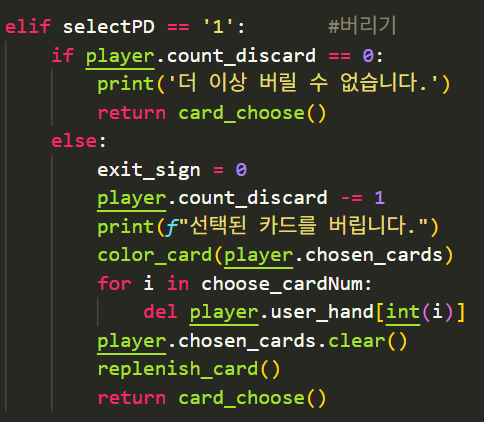 elif selectPD == '1':        #버리기
    if player.count_discard == 0:
        print('더 이상 버릴 수 없습니다.')
        return card_choose()
    else:
        exit_sign = 0
        player.count_discard -= 1
        print(f"선택된 카드를 버립니다.")
        color_card(player.chosen_cards)
        for i in choose_cardNum:
            del player.user_hand[int(i)]
        player.chosen_cards.clear()
        replenish_card()
        return card_choose()